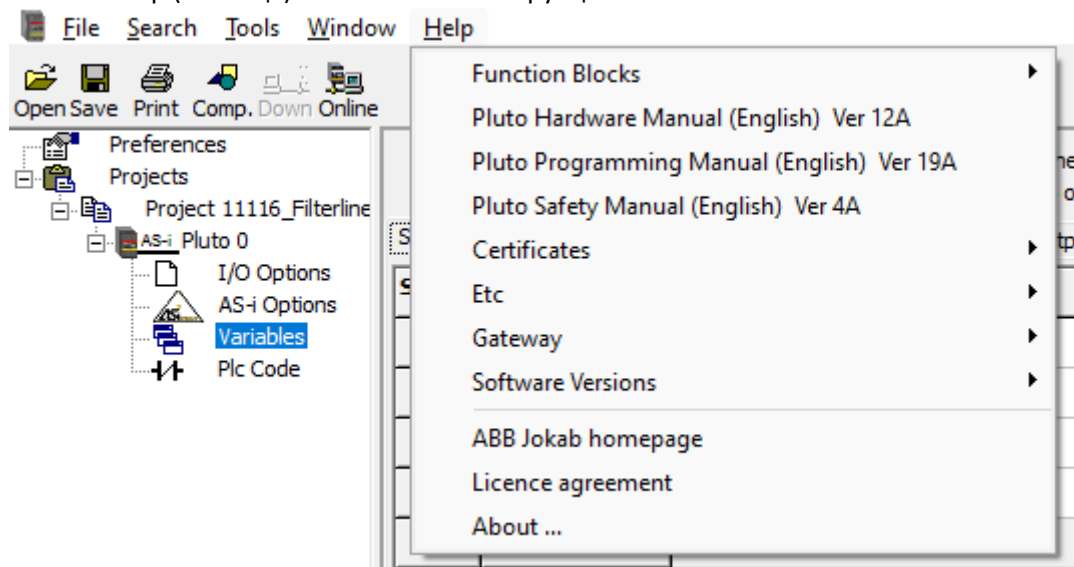 File Search Tools Window Help
Open Save Print Comp. Down Online
Preferences
Projects
Project 11116_Filterline
AS-i Pluto 0
I/O Options
AS-i Options
Variables
Plc Code
Function Blocks
Pluto Hardware Manual (English) Ver 12A
Pluto Programming Manual (English) Ver 19A
Pluto Safety Manual (English) Ver 4A
Certificates
Etc
Gateway
Software Versions
ABB Jokab homepage
Licence agreement
About ...